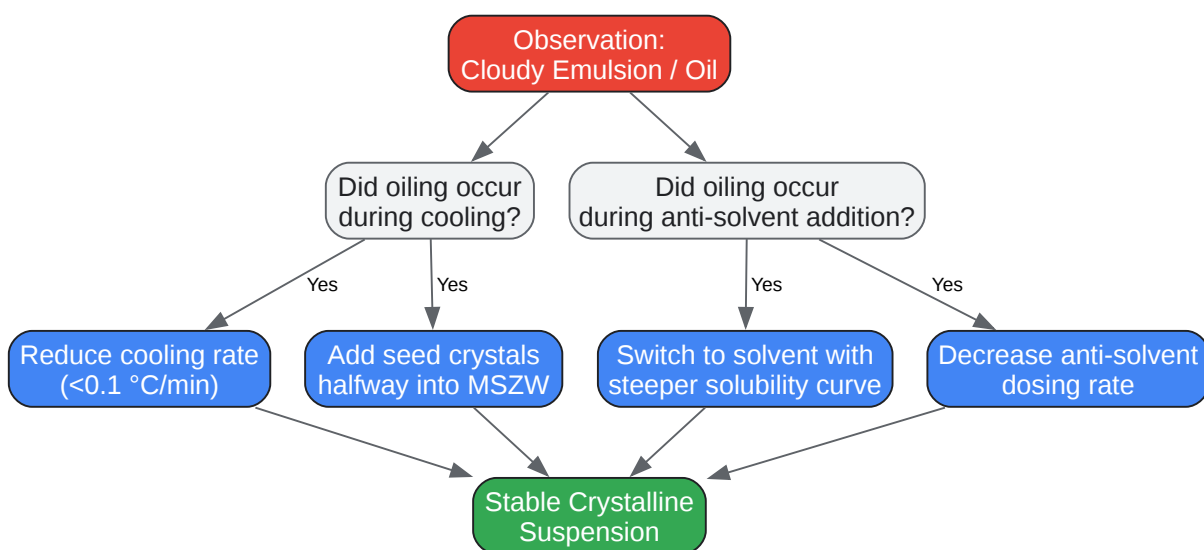 Observation:
Cloudy Emulsion / Oil
Did oiling occur
during cooling?
Did oiling occur
during anti-solvent addition?
Yes
Yes
Yes
Yes
Reduce cooling rate
(<0.1 °C/min)
Add seed crystals
halfway into MSZW
Switch to solvent with
steeper solubility curve
Decrease anti-solvent
dosing rate
Stable Crystalline
Suspension